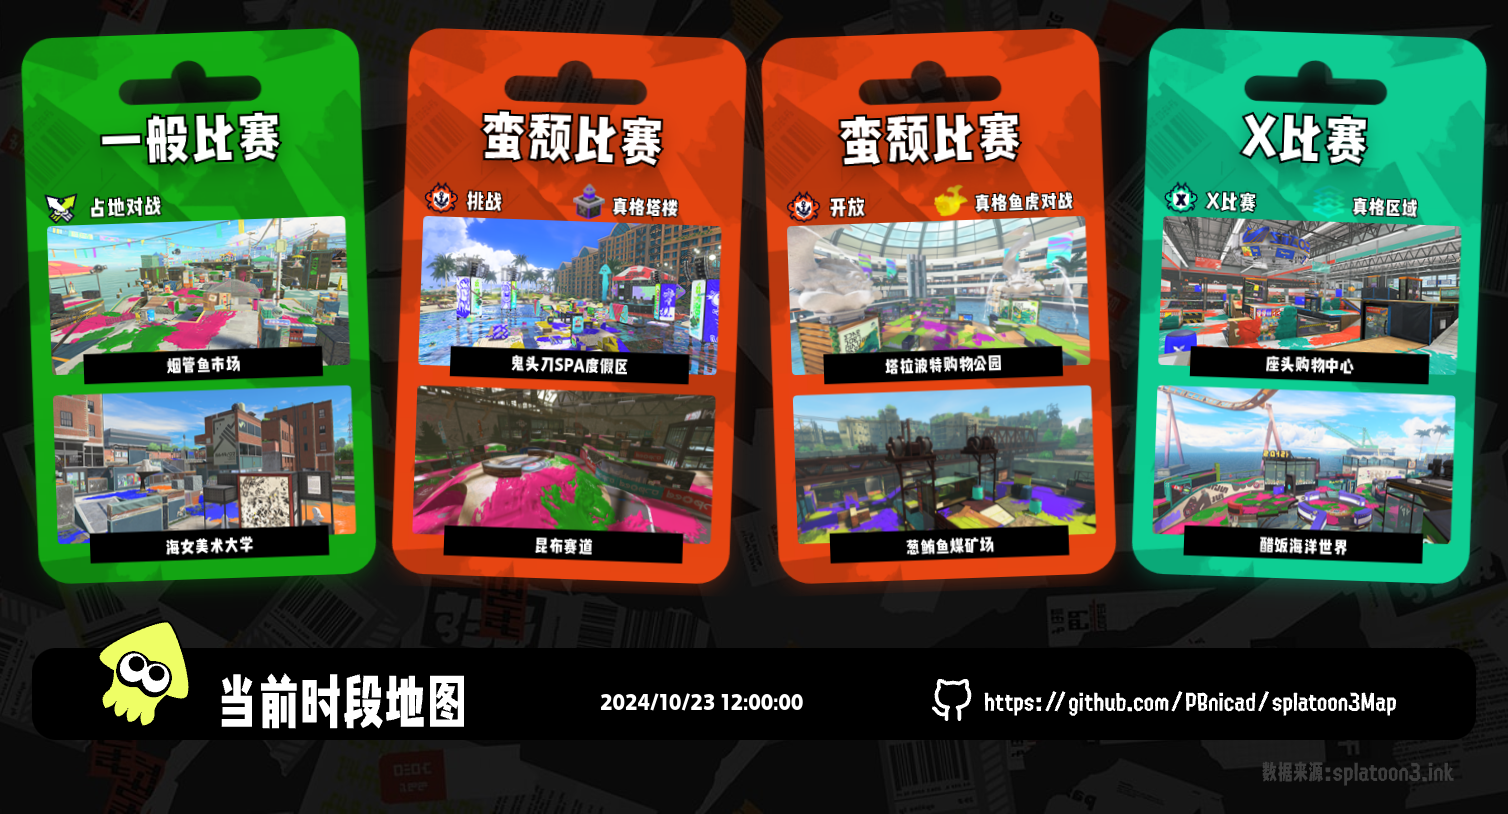 一般比赛
占地对战
烟管鱼市场
海女美术大学
蛮颓比赛
挑战
真格塔楼
鬼头刀SPA度假区
昆布赛道
蛮颓比赛
开放
真格鱼虎对战
塔拉波特购物公园
葱鲔鱼煤矿场
X比赛
X比赛
真格区域
座头购物中心
醋饭海洋世界
当前时段地图
2024/10/23 12:00:00
https://github.com/PBnicad/splatoon3Map
数据来源:splatoon3.ink